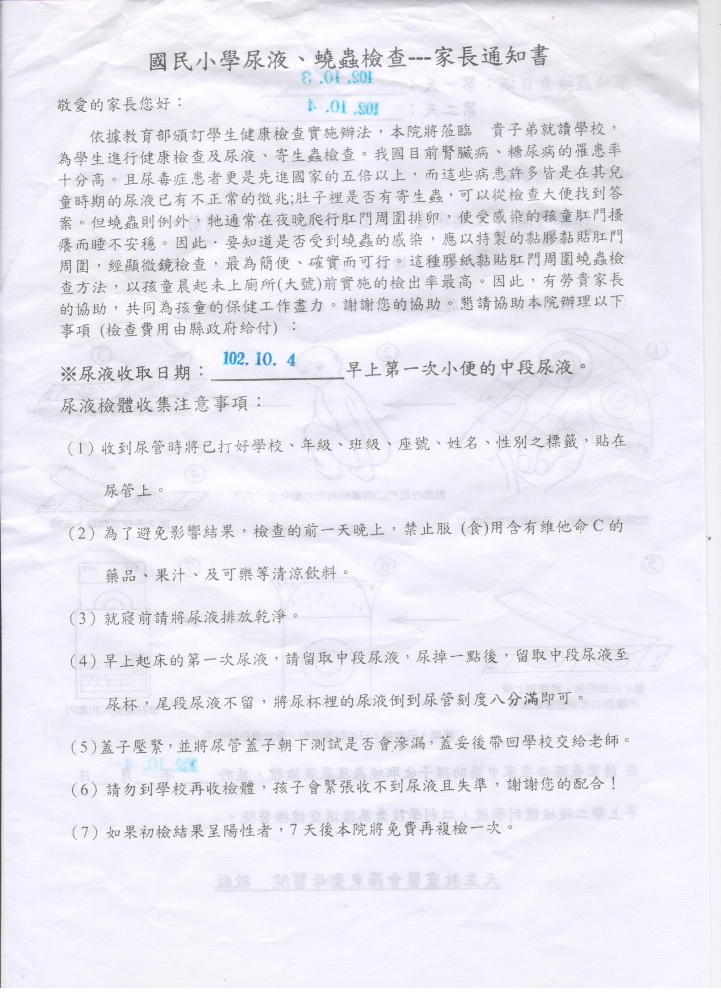 國民小學尿液、蟯蟲檢查---家長通知書
敬愛的家長您好：
依據教育部頒訂學生健康檢查實施辦法，本院將蒞臨　貴子弟就讀學校，
為學生進行健康檢查及尿液、寄生蟲檢查。我國目前腎臟病、糖尿病的罹患率
十分高。且尿毒症患者更是先進國家的五倍以上，而這些病患許多皆是在其兒
童時期的尿液已有不正常的徵兆;肚子裡是否有寄生蟲，可以從檢查大便找到答
案。但蟯蟲則例外，牠通常在夜晚爬行肛門周圍排卵，使受感染的孩童肛門搔
癢而睡不安穩。因此．要知道是否受到蟯蟲的感染，應以特製的黏膠黏貼肛門
周圍，經顯微鏡檢查，最為簡便、確實而可行。這種膠紙黏貼肛門周圍蟯蟲檢
查方法，以孩童晨起未上廁所(大號)前實施的檢出率最高。因此，有勞貴家長
的協助，共同為孩童的保健工作盡力。謝謝您的協助。懇請協助本院辦理以下
事項 (檢查費用由縣政府給付) ：
※尿液收取日期：102.10. 4早上第一次小便的中段尿液。
尿液檢體收集注意事項：
（1）收到尿管時將已打好學校、年級、班級、座號、姓名、性別之標籤，貼在
尿管上。
（2）為了避免影響結果，檢查的前一天晚上，禁止服 (食)用含有維他命 C 的
藥品、果汁、及可樂等清涼飲料。
（3）就寢前請將尿液排放乾淨。
（4）早上起床的第一次尿液，請留取中段尿液，尿掉一點後，留取中段尿液至
尿杯，尾段尿液不留，將尿杯裡的尿液倒到尿管刻度八分滿即可。
（5）蓋子壓緊，並將尿管蓋子朝下測試是否會滲漏，蓋妥後帶回學校交給老師。
（6）請勿到學校再收檢體，孩子會緊張收不到尿液且失準，謝謝您的配合！
（7）如果初檢結果呈陽性者，7 天後本院將免費再複檢一次。